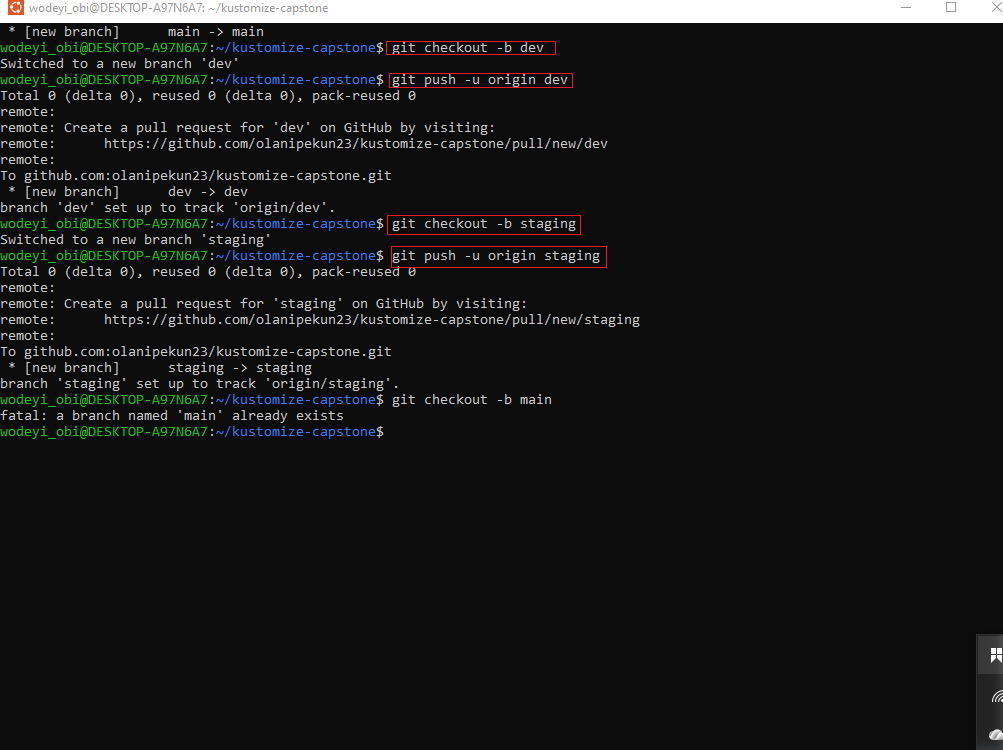 wodeyi_obi@DESKTOP-A97N6A7: ~/kustomize-capstone
 * [new branch]      main -> main
wodeyi_obi@DESKTOP-A97N6A7:~/kustomize-capstone$ git checkout -b dev
Switched to a new branch 'dev'
wodeyi_obi@DESKTOP-A97N6A7:~/kustomize-capstone$ git push -u origin dev
Total 0 (delta 0), reused 0 (delta 0), pack-reused 0
remote:
remote: Create a pull request for 'dev' on GitHub by visiting:
remote:      https://github.com/olanipekun23/kustomize-capstone/pull/new/dev
remote:
To github.com:olanipekun23/kustomize-capstone.git
 * [new branch]      dev -> dev
branch 'dev' set up to track 'origin/dev'.
wodeyi_obi@DESKTOP-A97N6A7:~/kustomize-capstone$ git checkout -b staging
Switched to a new branch 'staging'
wodeyi_obi@DESKTOP-A97N6A7:~/kustomize-capstone$ git push -u origin staging
Total 0 (delta 0), reused 0 (delta 0), pack-reused 0
remote:
remote: Create a pull request for 'staging' on GitHub by visiting:
remote:      https://github.com/olanipekun23/kustomize-capstone/pull/new/staging
remote:
To github.com:olanipekun23/kustomize-capstone.git
 * [new branch]      staging -> staging
branch 'staging' set up to track 'origin/staging'.
wodeyi_obi@DESKTOP-A97N6A7:~/kustomize-capstone$ git checkout -b main
fatal: a branch named 'main' already exists
wodeyi_obi@DESKTOP-A97N6A7:~/kustomize-capstone$